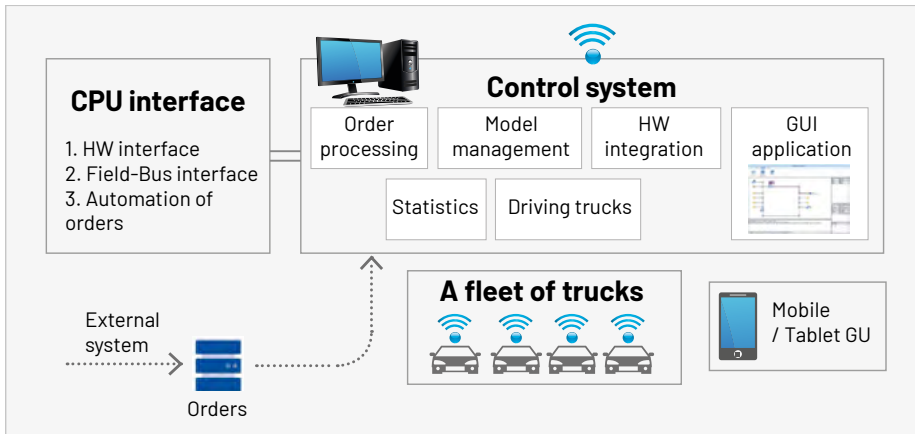 CPU interface
1. HW interface
2. Field-Bus interface
3. Automation of
orders
Control system
Order
processing
Model
management
HW
integration
GUI
application
Statistics
Driving trucks
A fleet of trucks
Mobile
/ Tablet GU
External
system
Orders